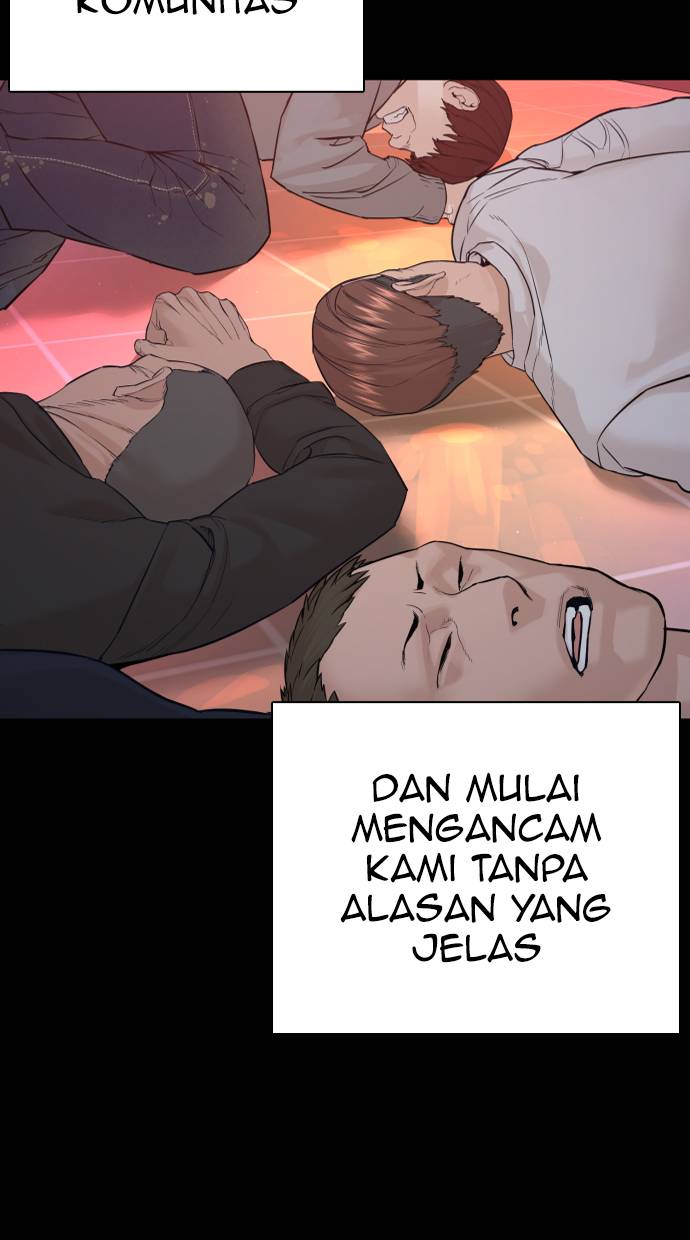 KOMUNITAS
DAN MULAI
MENGANCAM
KAMI TANPA
ALASAN YANG
JELAS